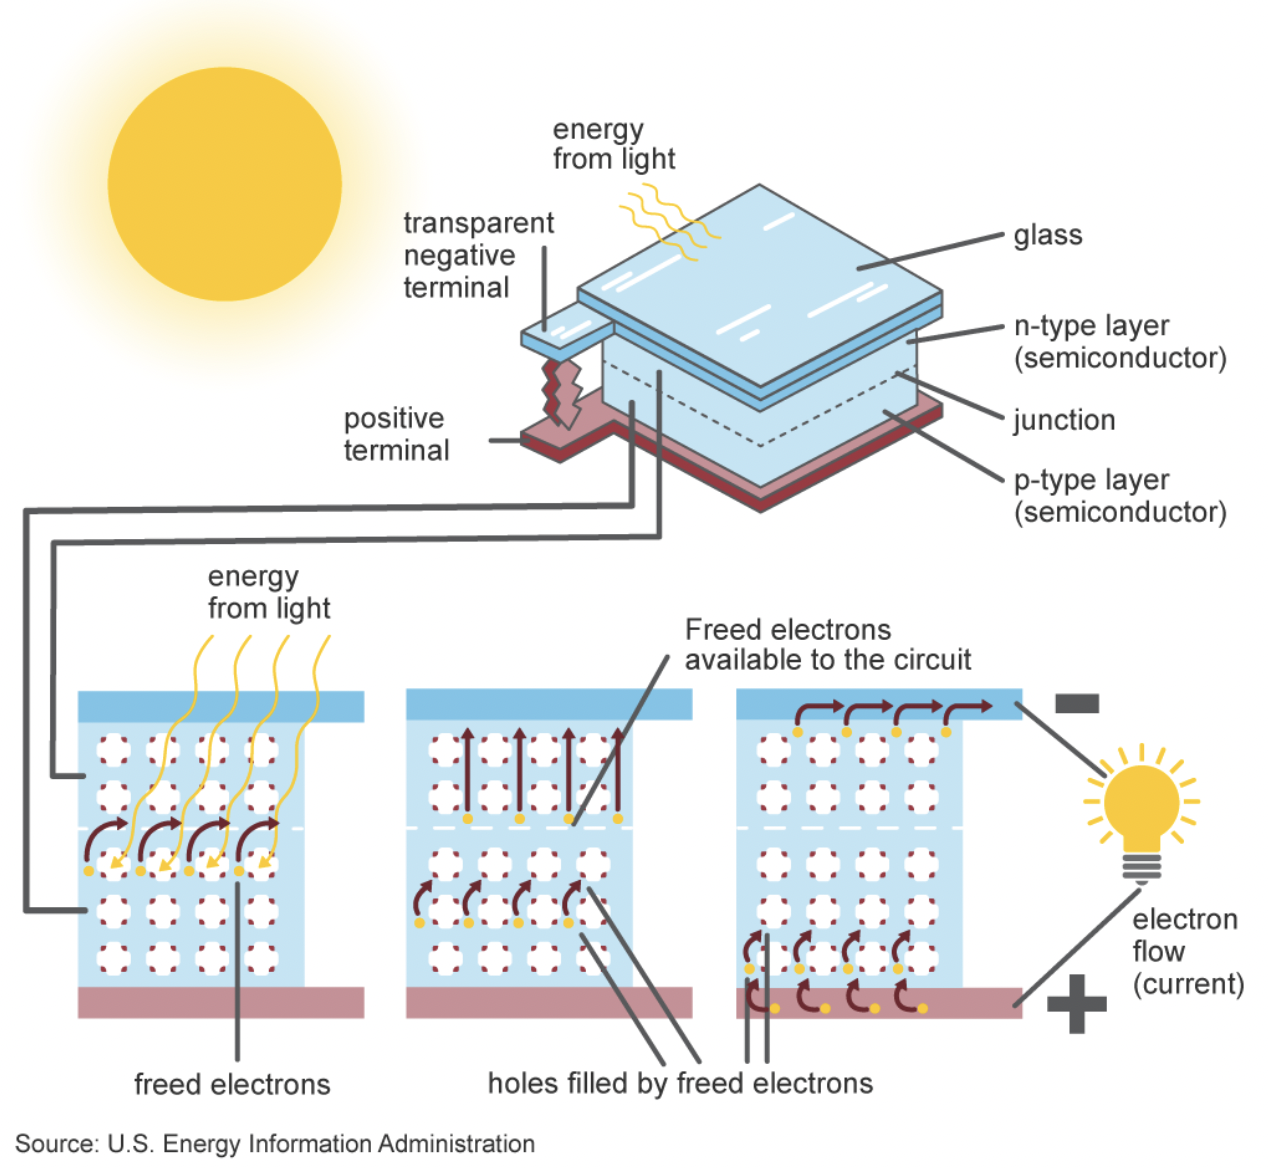 energy
from light
transparent
negative
terminal
glass
n-type layer
(semiconductor)
junction
positive
terminal
p-type layer
(semiconductor)
energy
from light
Freed electrons
available to the circuit
electron
flow
(current)
freed electrons
holes filled by freed electrons
Source: U.S. Energy Information Administration